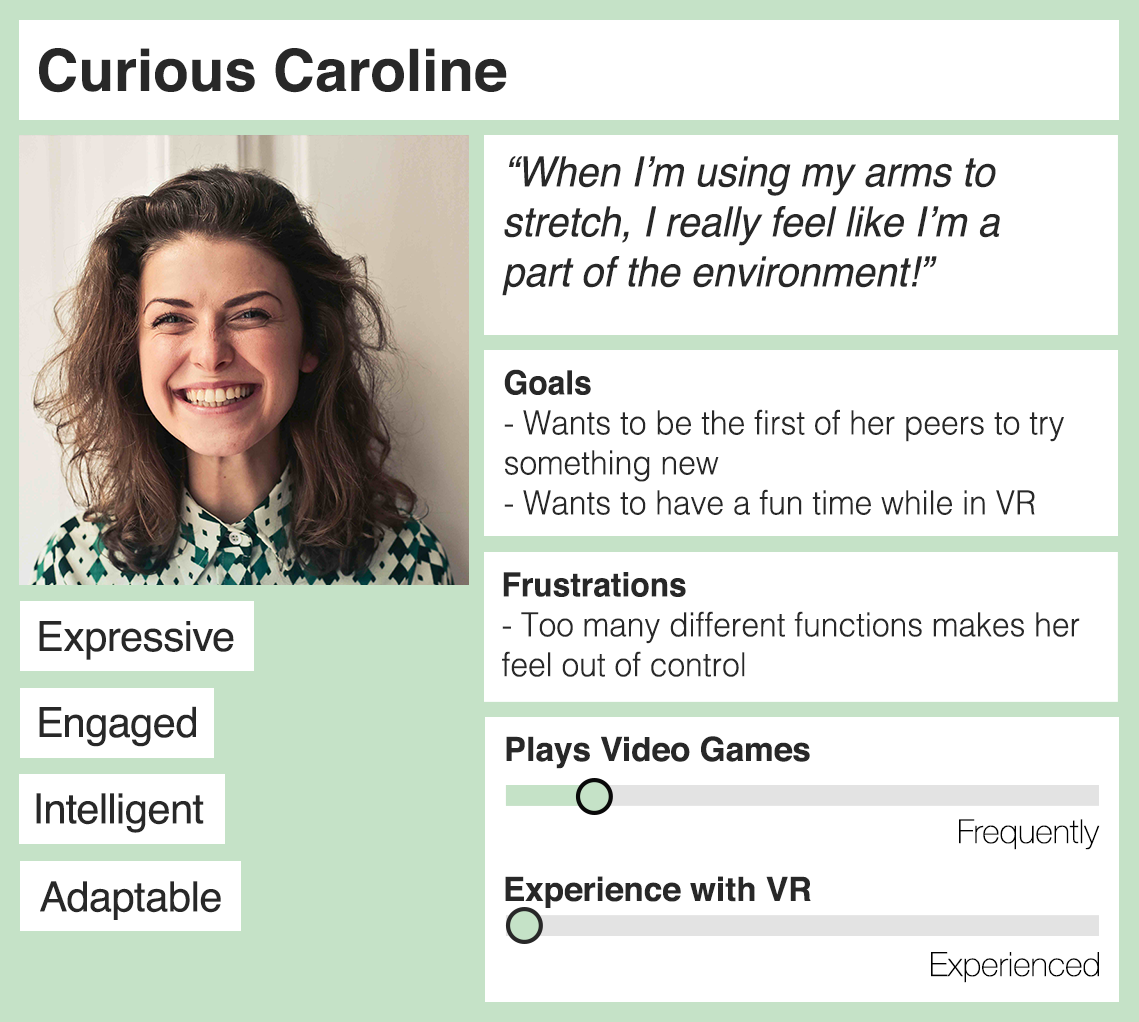 Curious Caroline
“When I’m using my arms to
stretch, I really feel like I’m a
part of the environment!”
Goals
- Wants to be the first of her peers to try
something new
- Wants to have a fun time while in VR
Frustrations
- Too many different functions makes her
feel out of control
Expressive
Engaged
Intelligent
Adaptable
Plays Video Games
Frequently
Experience with VR
Experienced